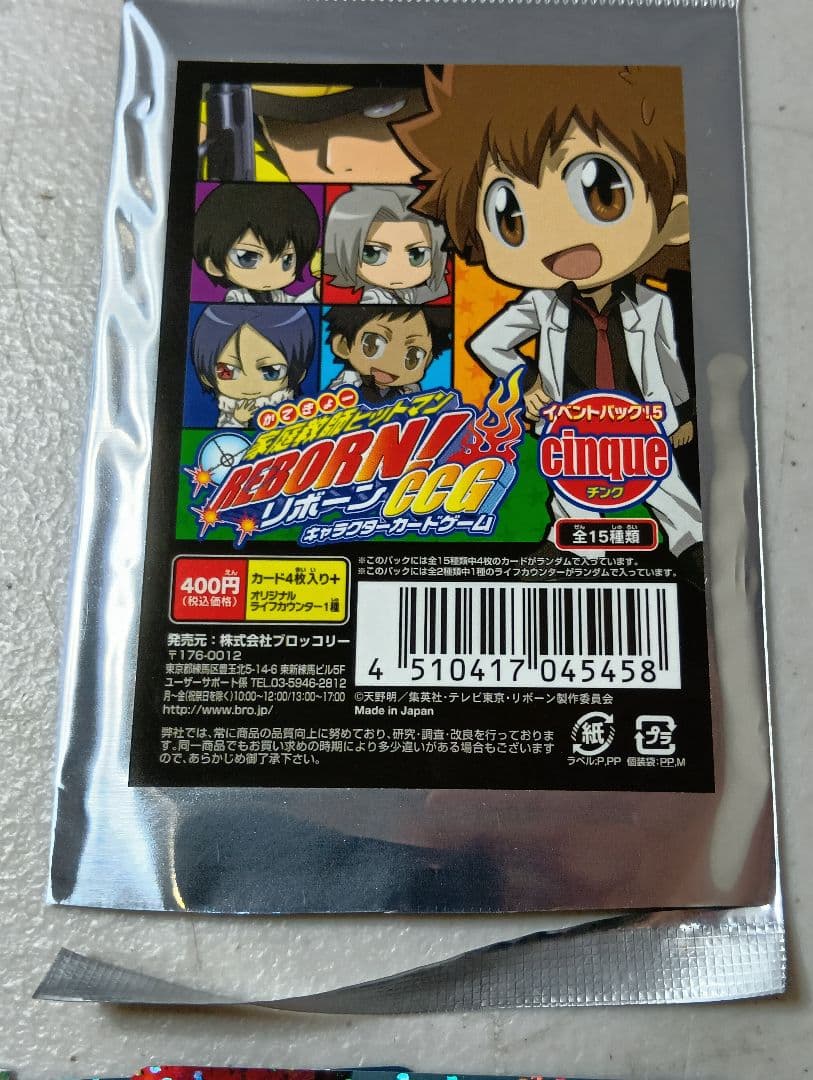 かてきょー
家庭教師ヒットマン
REBORN!
リボーン CCG
キャラクターカードゲーム
イベントパック!5
cinque
チンク
ぜん しゅ るい
全15種類
えん
400円
(税込価格)
まい い
カード4枚入り+
オリジナル
しゅ
ライフカウンター1種
※このパックには全15種類中4枚のカードがランダムで入っています。
※このパックには全2種類中1種のライフカウンターがランダムで入っています。
発売元:株式会社ブロッコリー
〒176-0012
東京都練馬区豊玉北5-14-6 東新練馬ビル5F
ユーザーサポート係 TEL.03-5946-2812
月~金(祝祭日を除く)10:00~12:00/13:00~17:00
http://www.bro.jp/
4 510417 045458
©天野明/集英社・テレビ東京・リボーン製作委員会
Made in Japan
弊社では、常に商品の品質向上に努めており、研究・調査・改良を行っておりま
す。同一商品でもお買い求めの時期により多少違いがある場合もございます
ので、あらかじめ御了承下さい。
紙
ラベル:P,PP
プラ
個装袋:PP,M